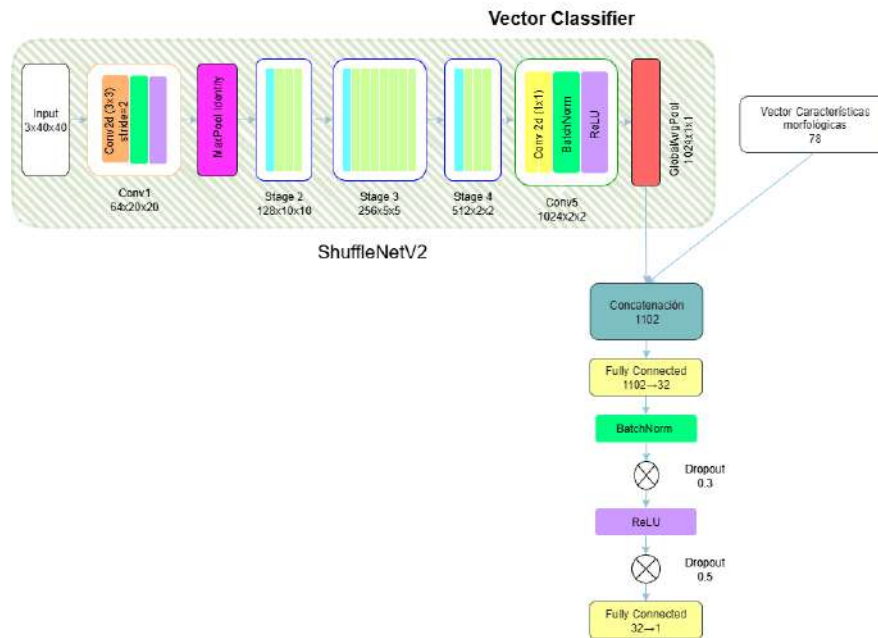 Vector Classifier
Input
3x40x40
Conv2d (3x3)
stride=2
Conv1
64x20x20
MaxPool Identity
Stage 2
128x10x10
Stage 3
256x5x5
Stage 4
512x2x2
Conv 2d (1x1)
BatchNorm
ReLU
Conv5
1024x2x2
GlobalAvgPool
1024x1x1
Vector Características
morfológicas
78
ShuffleNetV2
Concatenación
1102
Fully Connected
1102→32
BatchNorm
Dropout
0.3
ReLU
Dropout
0.5
Fully Connected
32→1